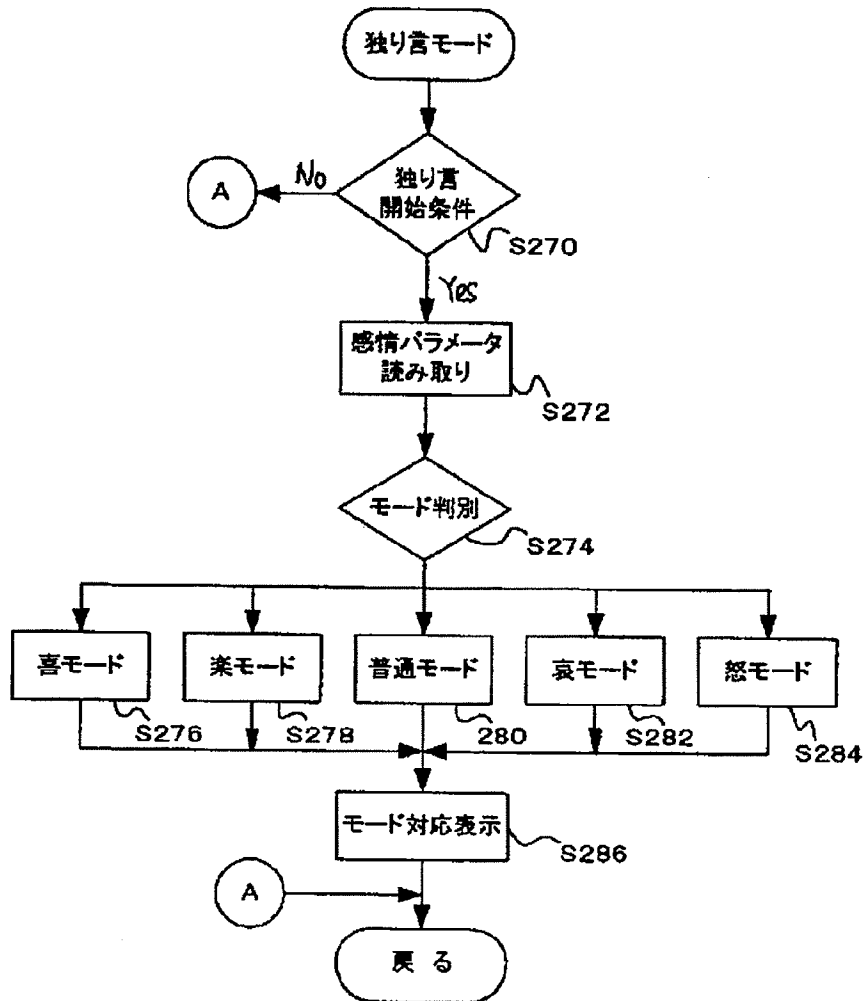 独り言モード
A
No
独り言
開始条件
S270
Yes
感情パラメータ
読み取り
S272
モード判別
S274
喜モード
楽モード
普通モード
哀モード
怒モード
S276
S278
280
S282
S284
モード対応表示
S286
A
戻る